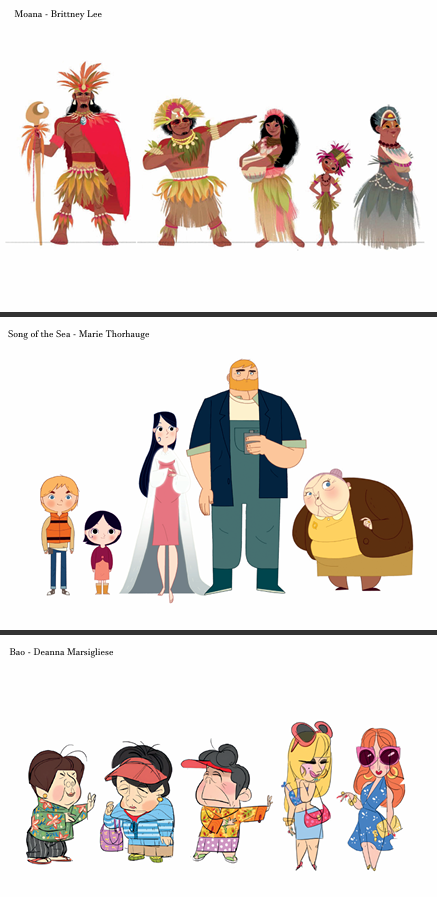 Moana - Brittney Lee
Song of the Sea - Marie Thorhauge
Bao - Deanna Marsigliese